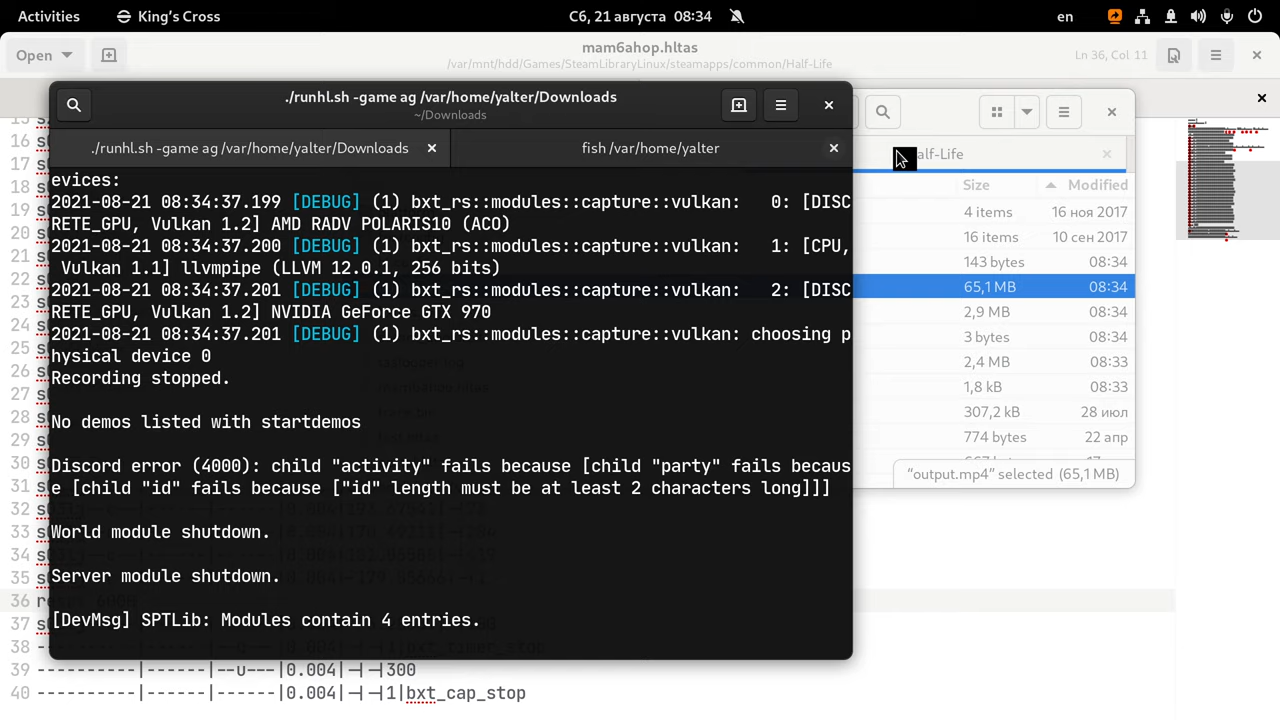 Activities
King's Cross
Сб, 21 августа 08:34
en
Open
mam6ahop.hltas
/var/mnt/hdd/Games/SteamLibraryLinux/steamapps/common/Half-Life
Ln 36, Col 11
./runhl.sh -game ag /var/home/yalter/Downloads
~/Downloads
./runhl.sh -game ag /var/home/yalter/Downloads
fish /var/home/yalter
evices:
2021-08-21 08:34:37.199 [DEBUG] (1) bxt_rs::modules::capture::vulkan:   0: [DISC
RETE_GPU, Vulkan 1.2] AMD RADV POLARIS10 (ACO)
2021-08-21 08:34:37.200 [DEBUG] (1) bxt_rs::modules::capture::vulkan:   1: [CPU,
Vulkan 1.1] llvmpipe (LLVM 12.0.1, 256 bits)
2021-08-21 08:34:37.201 [DEBUG] (1) bxt_rs::modules::capture::vulkan:   2: [DISC
RETE_GPU, Vulkan 1.2] NVIDIA GeForce GTX 970
2021-08-21 08:34:37.201 [DEBUG] (1) bxt_rs::modules::capture::vulkan: choosing p
hysical device 0
Recording stopped.
No demos listed with startdemos
Discord error (4000): child "activity" fails because [child "party" fails becaus
e [child "id" fails because ["id" length must be at least 2 characters long]]]
World module shutdown.
Server module shutdown.
[DevMsg] SPTLib: Modules contain 4 entries.
alf-Life
Size
Modified
4 items
16 ноя 2017
16 items
10 сен 2017
143 bytes
08:34
65,1 MB
08:34
2,9 MB
08:34
3 bytes
08:34
2,4 MB
08:33
1,8 kB
08:33
307,2 kB
28 июл
774 bytes
22 апр
"output.mp4" selected (65,1 MB)
16
17
18
19
20
21
22
23
24
25
26
27
28
29
30
31
32
33
34
35
36
37
38
39 ----------|------|--u---|0.004|-|-|300
40 ----------|------|------|0.004|-|-|1|bxt_cap_stop